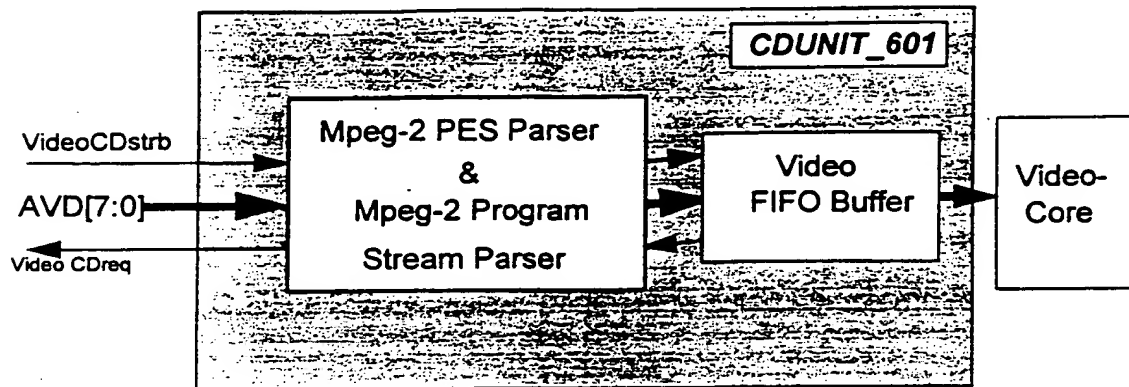 CDUNIT_601
VideoCDstrb
AVD[7:0]
Video CDreq
Mpeg-2 PES Parser
&
Mpeg-2 Program
Stream Parser
Video
FIFO Buffer
Video-
Core